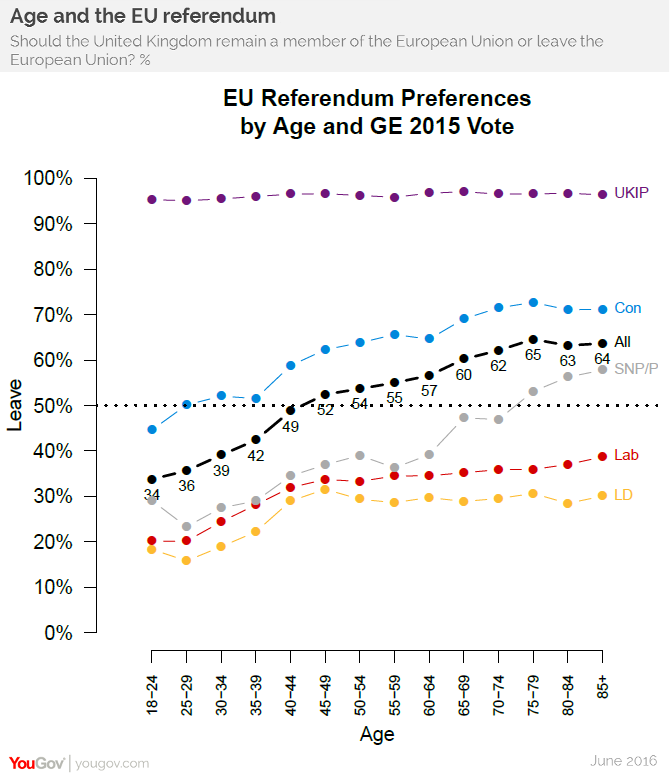 Age and the EU referendum
Should the United Kingdom remain a member of the European Union or leave the
European Union? %
EU Referendum Preferences
by Age and GE 2015 Vote
100%
90%
80%
70%
60%
50%
40%
30%
20%
10%
0%
Leave
UKIP
Con
All
SNP/P
Lab
LD
34
36
39
42
49
52
54
55
57
60
62
65
63
64
18−24
25−29
30−34
35−39
40−44
45−49
50−54
55−59
60−64
65−69
70−74
75−79
80−84
85+
Age
YouGov® | yougov.com
June 2016